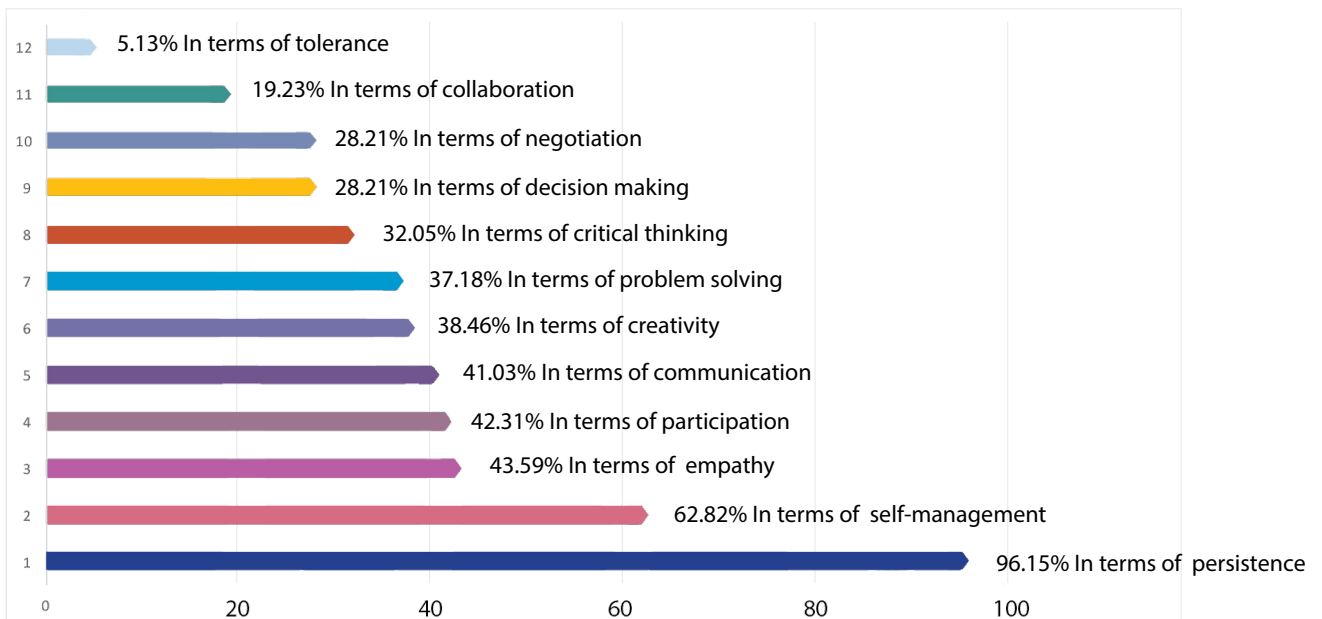 12 5.13% In terms of tolerance
11 19.23% In terms of collaboration
10 28.21% In terms of negotiation
9 28.21% In terms of decision making
8 32.05% In terms of critical thinking
7 37.18% In terms of problem solving
6 38.46% In terms of creativity
5 41.03% In terms of communication
4 42.31% In terms of participation
3 43.59% In terms of empathy
2 62.82% In terms of self-management
1 96.15% In terms of persistence
0 20 40 60 80 100